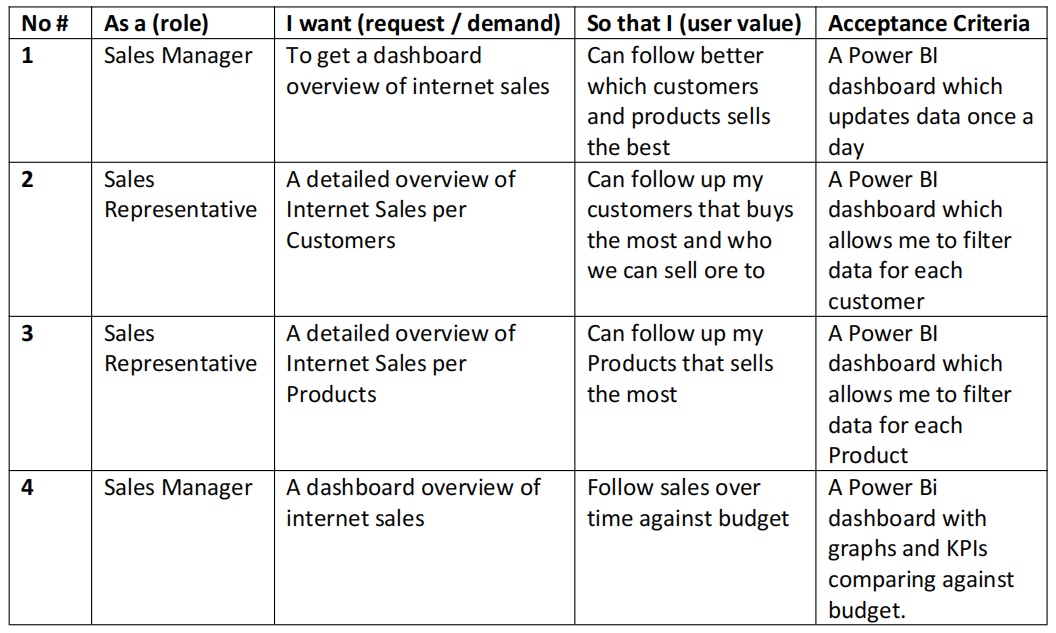 No # As a (role) I want (request / demand) So that I (user value) Acceptance Criteria
1 Sales Manager To get a dashboard
overview of internet sales
Can follow better
which customers
and products sells
the best
A Power BI
dashboard which
updates data once a
day
2 Sales
Representative
A detailed overview of
Internet Sales per
Customers
Can follow up my
customers that buys
the most and who
we can sell ore to
A Power BI
dashboard which
allows me to filter
data for each
customer
3 Sales
Representative
A detailed overview of
Internet Sales per
Products
Can follow up my
Products that sells
the most
A Power BI
dashboard which
allows me to filter
data for each
Product
4 Sales Manager A dashboard overview of
internet sales
Follow sales over
time against budget
A Power Bi
dashboard with
graphs and KPIs
comparing against
budget.